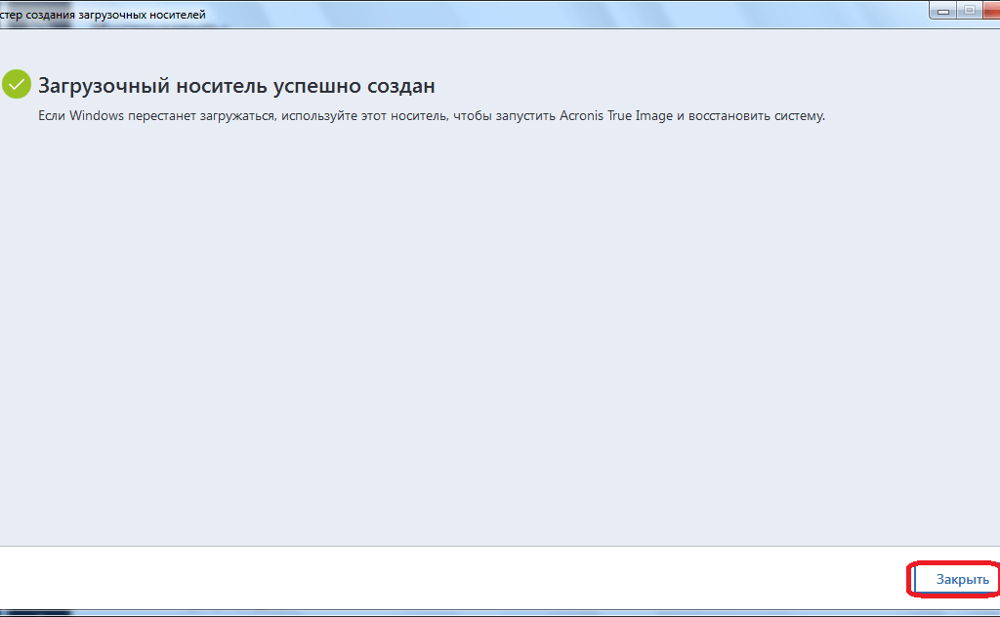 стер создания загрузочных носителей
Загрузочный носитель успешно создан
Если Windows перестанет загружаться, используйте этот носитель, чтобы запустить Acronis True Image и восстановить систему.
Закрыть